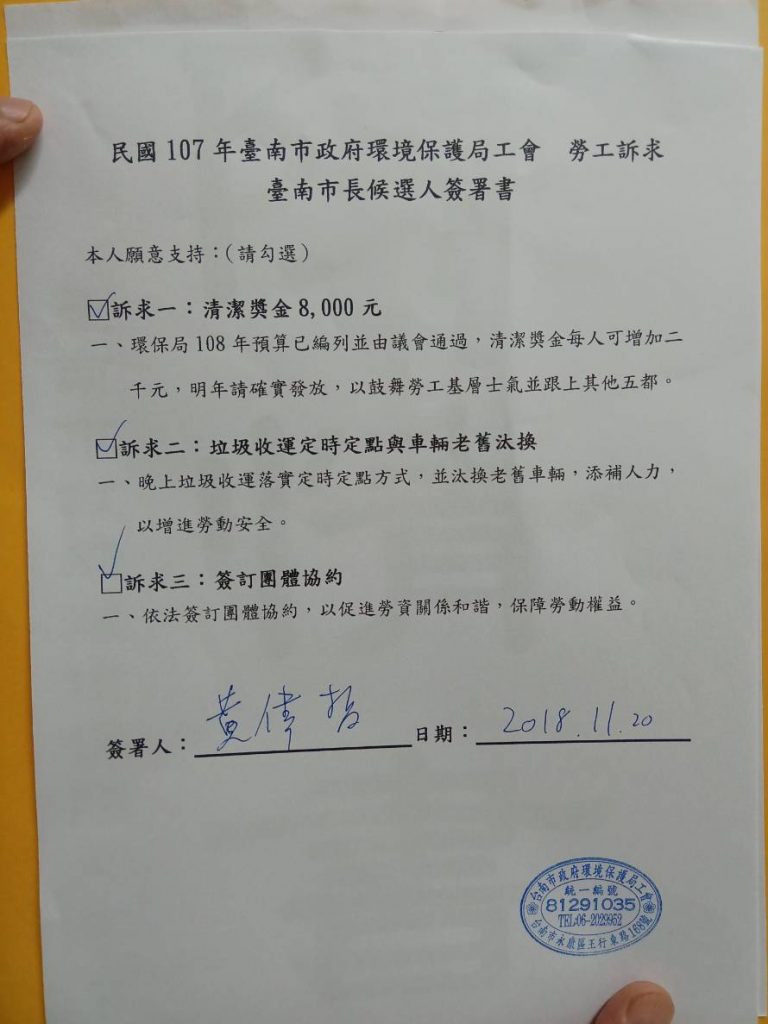 民國 107 年臺南市政府環境保護局工會　勞工訴求
臺南市長候選人簽署書
本人願意支持：(請勾選)
☑訴求一：清潔獎金 8,000 元
一、環保局 108 年預算已編列並由議會通過，清潔獎金每人可增加二
千元，明年請確實發放，以鼓舞勞工基層士氣並跟上其他五都。
☑訴求二：垃圾收運定時定點與車輛老舊汰換
一、晚上垃圾收運落實定時定點方式，並汰換老舊車輛，添補人力，
以增進勞動安全。
☑訴求三：簽訂團體協約
一、依法簽訂團體協約，以促進勞資關係和諧，保障勞動權益。
簽署人：黃偉哲 日期：2018.11.20
台南市政府環境保護局工會
統一編號
81291035
TEL:06-2029952
台南市永康區王行東路168號